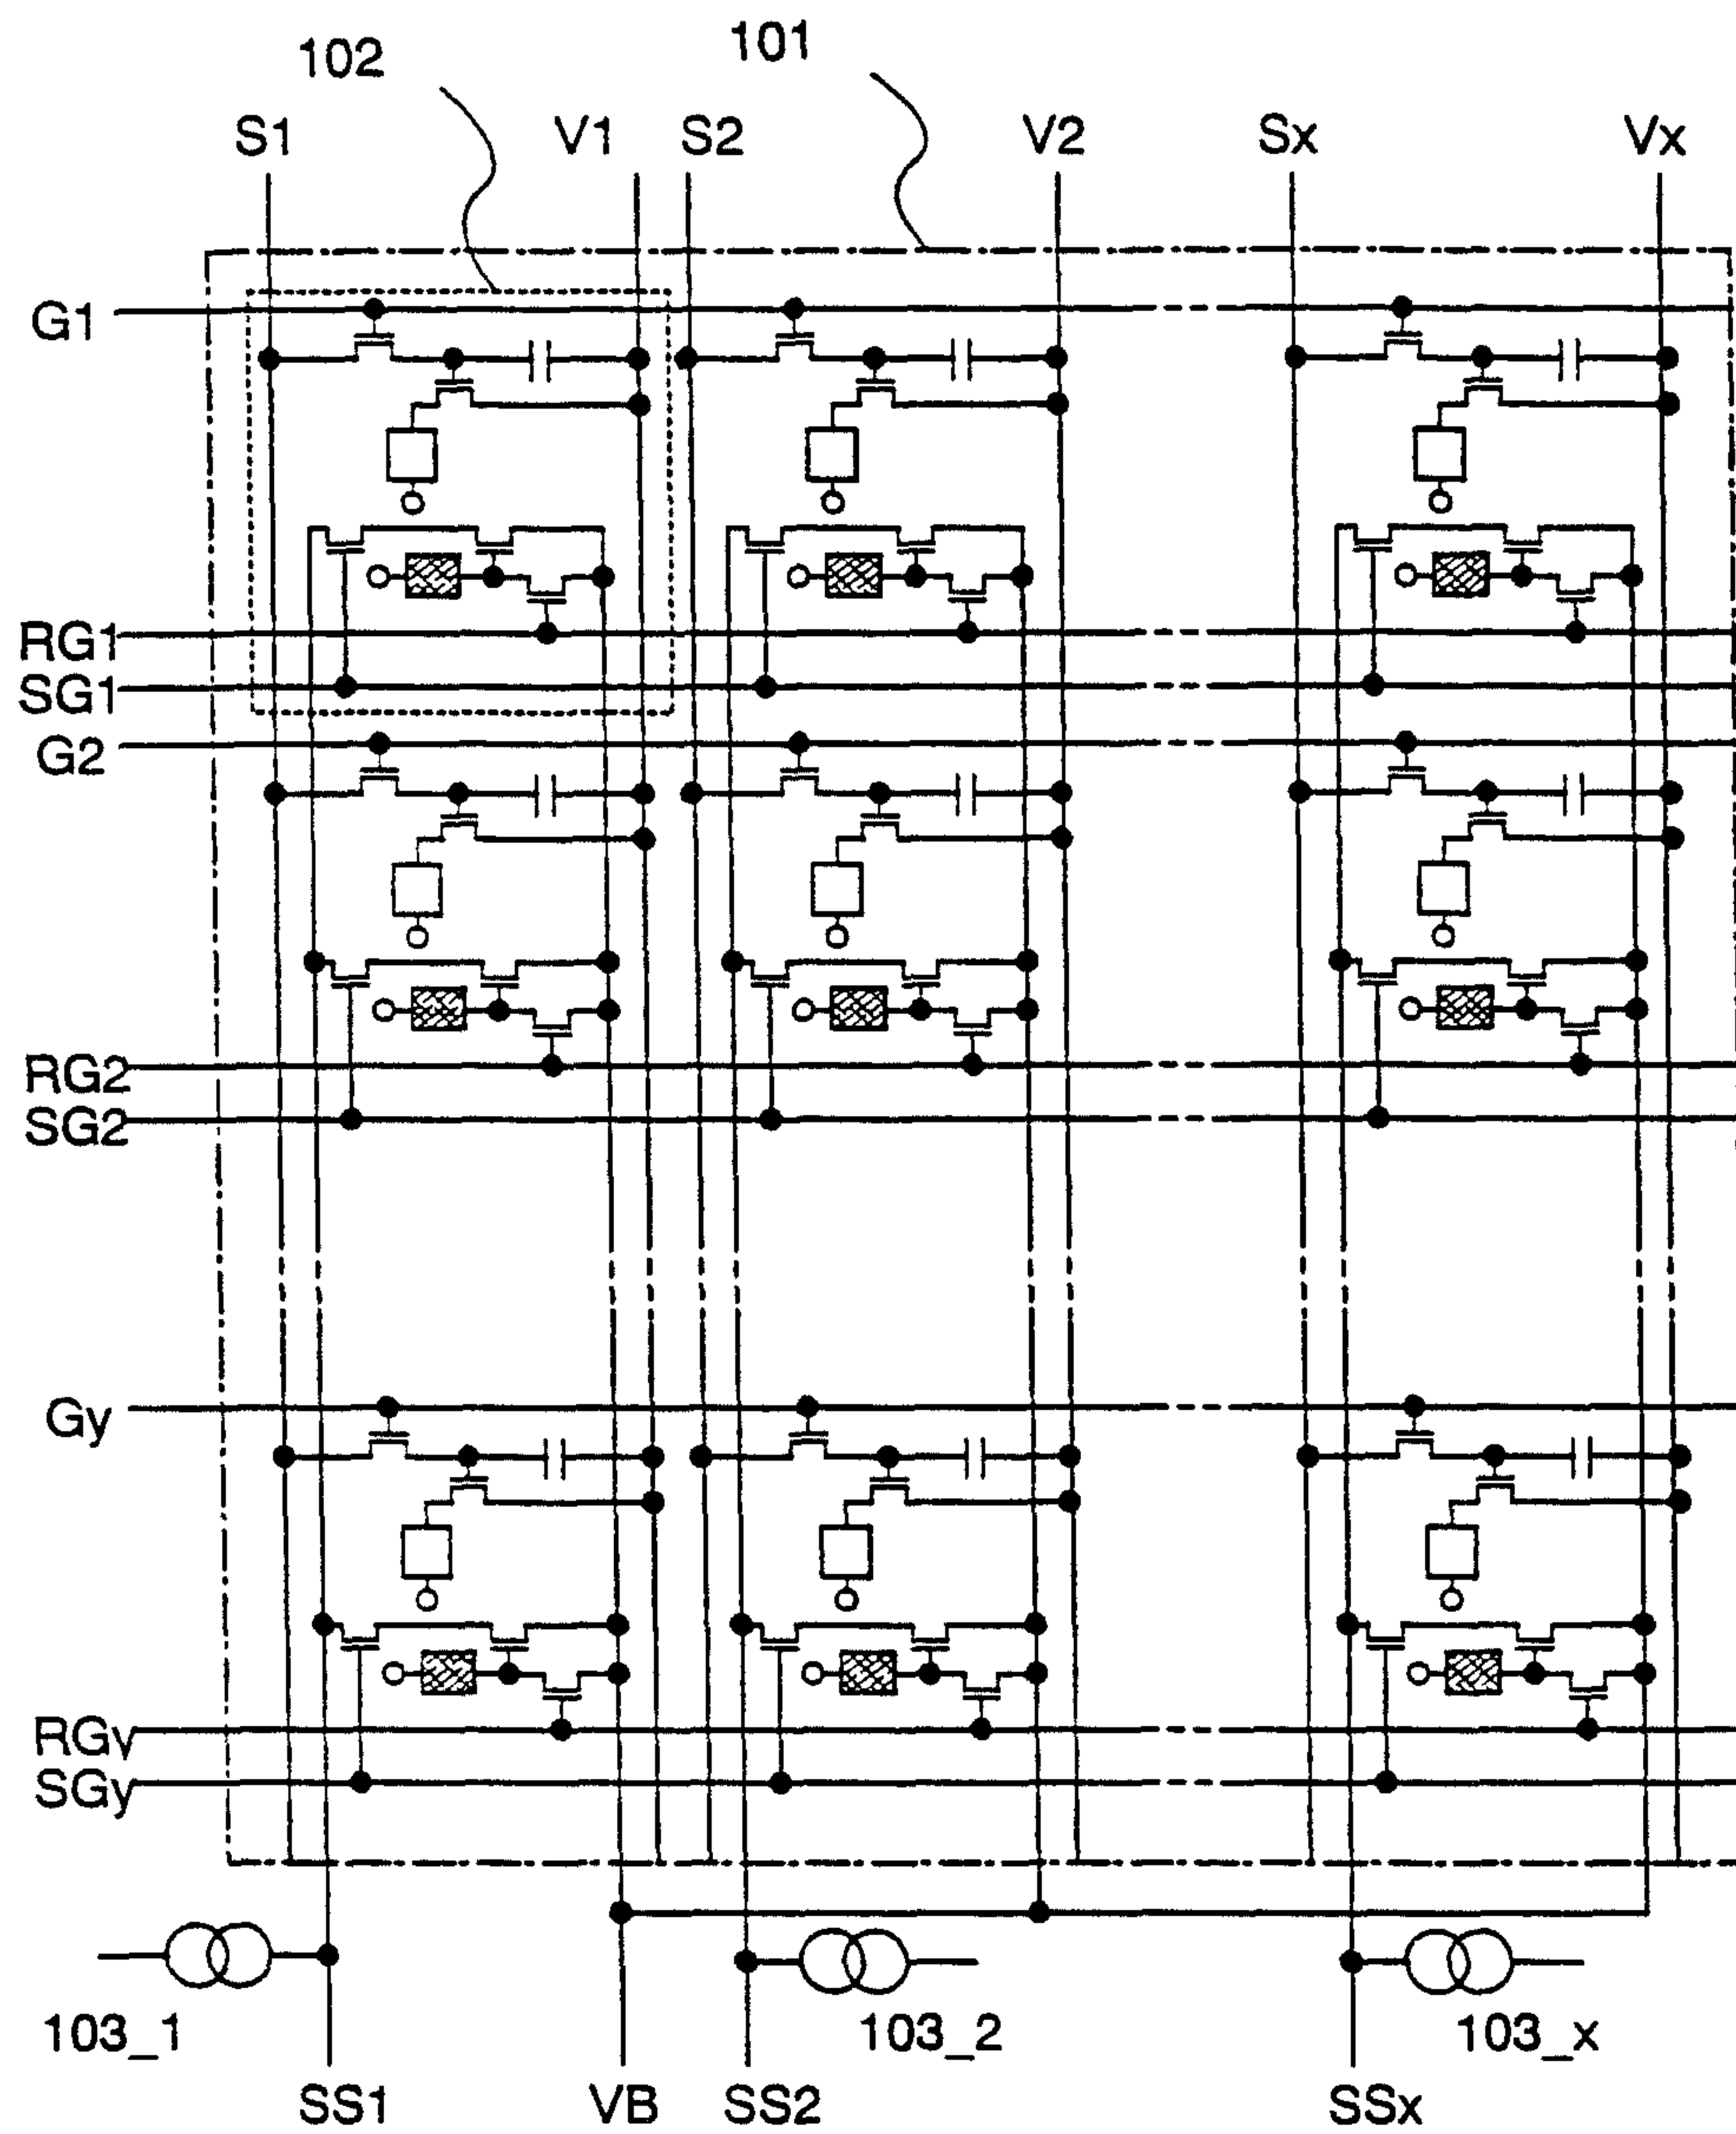 102 101
S1 V1 S2 V2 Sx Vx
G1
RG1
SG1
G2
RG2
SG2
Gy
RGy
SGy
103_1 103_2 103_x
SS1 VB SS2 SSx